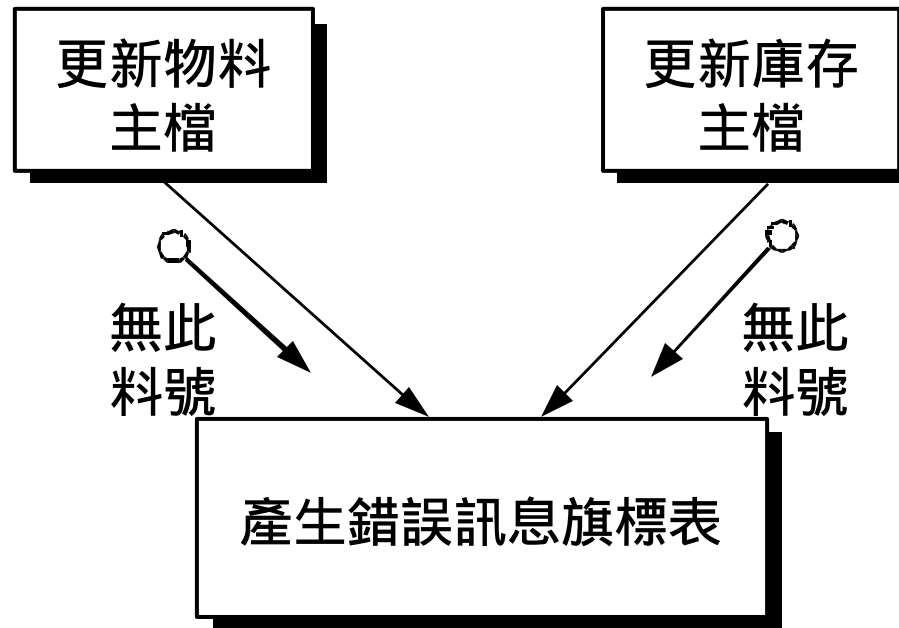 更新物料
主檔
更新庫存
主檔
無此
料號
無此
料號
產生錯誤訊息旗標表